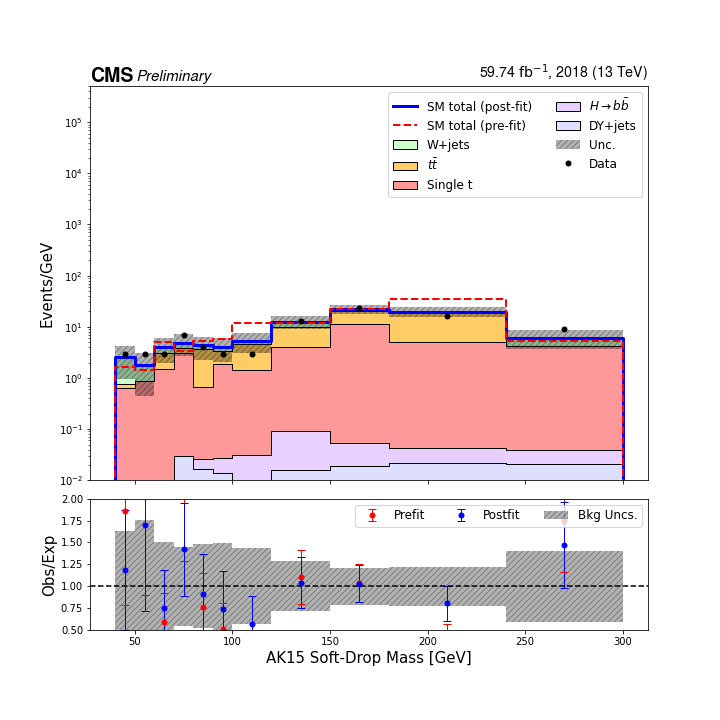 CMS Preliminary 59.74 fb⁻¹, 2018 (13 TeV)
SM total (post-fit)
SM total (pre-fit)
W+jets
tt̄
Single t
H→bb̄
DY+jets
Unc.
Data
Events/GeV
10⁵
10⁴
10³
10²
10¹
10⁰
10⁻¹
10⁻²
Prefit Postfit Bkg Uncs.
Obs/Exp
2.00
1.75
1.50
1.25
1.00
0.75
0.50
50 100 150 200 250 300
AK15 Soft-Drop Mass [GeV]